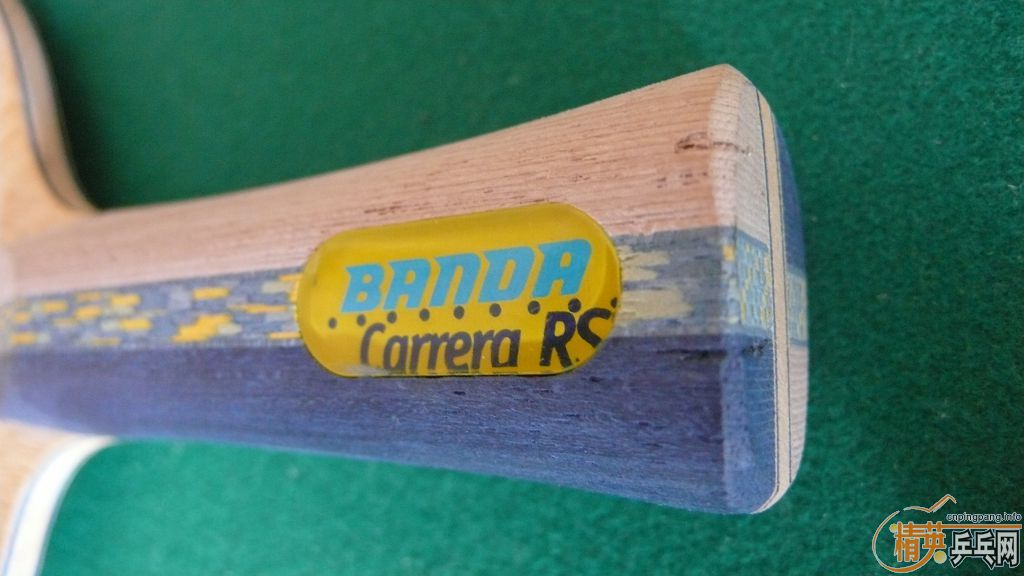 BANDA
Carrera RS
cnpingpang.info
精英乒乓网